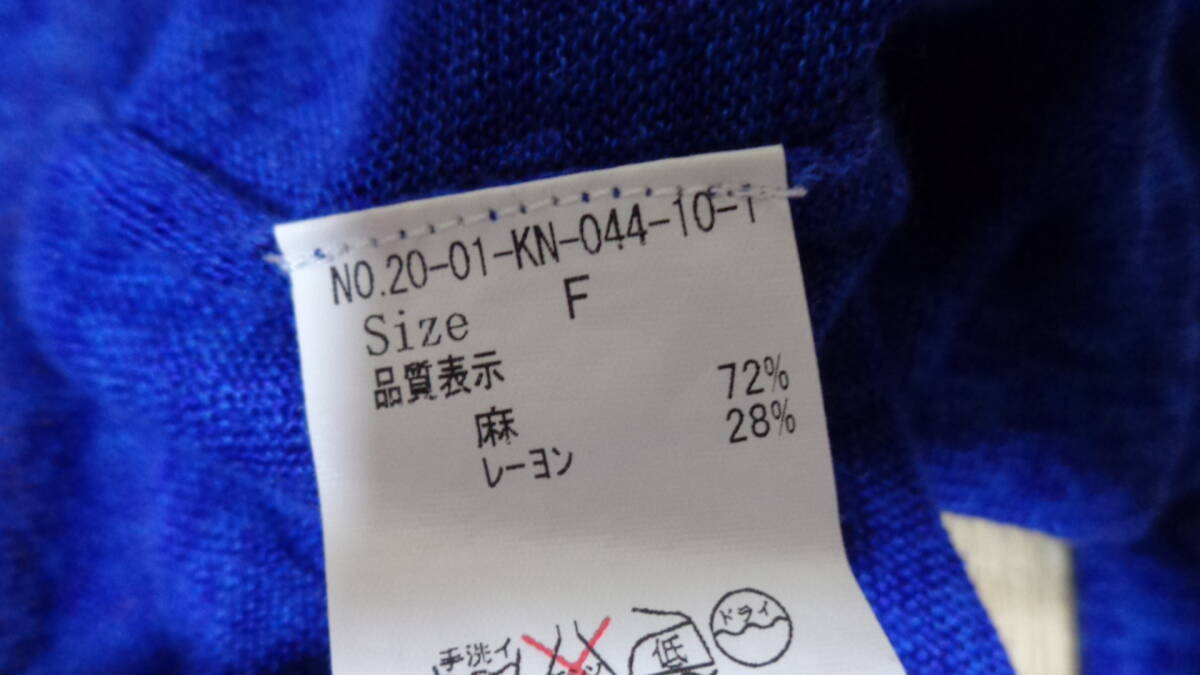 NO.20-01-KN-044-10-1
Size F
品質表示
麻 72%
レーヨン 28%
手洗イ 低 ドライ